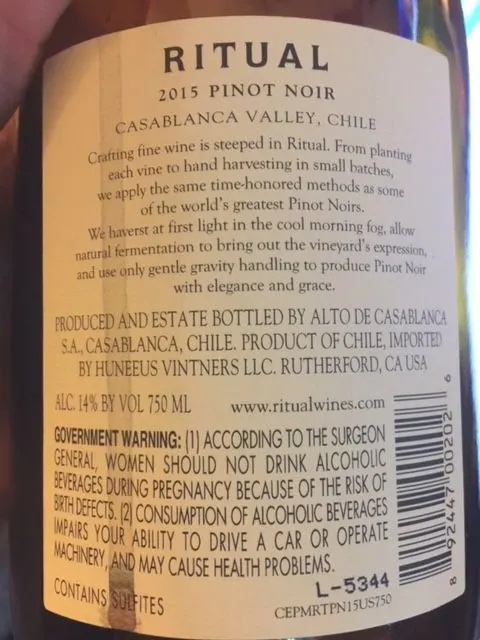 RITUAL
2015 PINOT NOIR
CASABLANCA VALLEY, CHILE
Crafting fine wine is steeped in Ritual. From planting
each vine to hand harvesting in small batches,
we apply the same time-honored methods as some
of the world's greatest Pinot Noirs.
We haverst at first light in the cool morning fog, allow
natural fermentation to bring out the vineyard's expression,
and use only gentle gravity handling to produce Pinot Noir
with elegance and grace.
PRODUCED AND ESTATE BOTTLED BY ALTO DE CASABLANCA
S.A., CASABLANCA, CHILE. PRODUCT OF CHILE, IMPORTED
BY HUNEEUS VINTNERS LLC. RUTHERFORD, CA USA
ALC. 14% BY VOL 750 ML www.ritualwines.com
GOVERNMENT WARNING: (1) ACCORDING TO THE SURGEON
GENERAL, WOMEN SHOULD NOT DRINK ALCOHOLIC
BEVERAGES DURING PREGNANCY BECAUSE OF THE RISK OF
BIRTH DEFECTS. (2) CONSUMPTION OF ALCOHOLIC BEVERAGES
IMPAIRS YOUR ABILITY TO DRIVE A CAR OR OPERATE
MACHINERY, AND MAY CAUSE HEALTH PROBLEMS.
CONTAINS SULFITES
L-5344
CEPMRTPN15US750
8 92447 00202 6